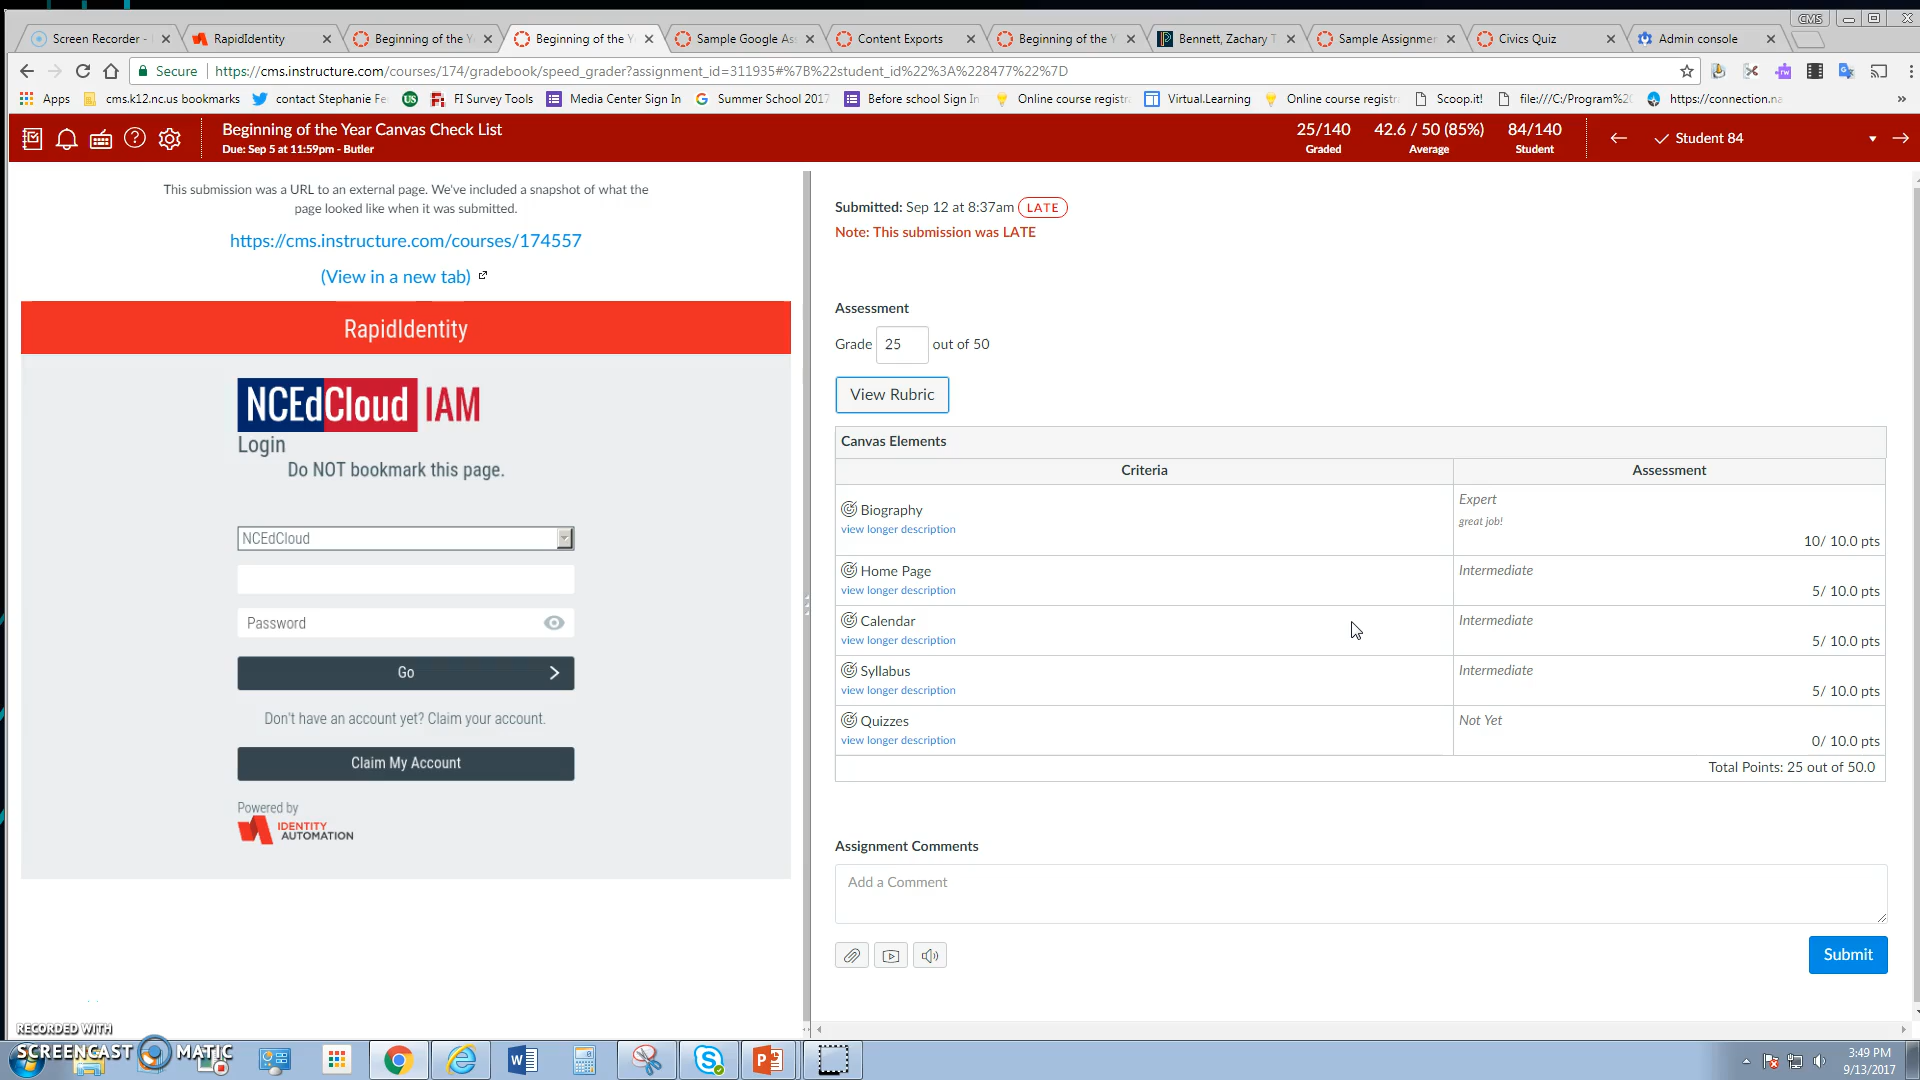 CMS
Screen Recorder -
RapidIdentity
Beginning of the Y
Beginning of the Y
Sample Google As
Content Exports
Beginning of the Y
Bennett, Zachary T
Sample Assignmen
Civics Quiz
Admin console
Secure
https://cms.instructure.com/courses/174/gradebook/speed_grader?assignment_id=311935#%7B%22student_id%22%3A%228477%22%7D
Apps
cms.k12.nc.us bookmarks
contact Stephanie Fe
US
FI Survey Tools
Media Center Sign In
Summer School 2017
Before school Sign In
Online course registr
Virtual.Learning
Online course registr
Scoop.it!
file:///C:/Program%20
https://connection.na
»
Beginning of the Year Canvas Check List
Due: Sep 5 at 11:59pm - Butler
25/140
Graded
42.6 / 50 (85%)
Average
84/140
Student
Student 84
This submission was a URL to an external page. We've included a snapshot of what the
page looked like when it was submitted.
https://cms.instructure.com/courses/174557
(View in a new tab)
RapidIdentity
NCEdCloud IAM
Login
Do NOT bookmark this page.
NCEdCloud
Password
Go
Don't have an account yet? Claim your account.
Claim My Account
Powered by
IDENTITY
AUTOMATION
Submitted: Sep 12 at 8:37am LATE
Note: This submission was LATE
Assessment
Grade 25 out of 50
View Rubric
Canvas Elements
Criteria
Assessment
Biography
view longer description
Expert
great job!
10/ 10.0 pts
Home Page
view longer description
Intermediate
5/ 10.0 pts
Calendar
view longer description
Intermediate
5/ 10.0 pts
Syllabus
view longer description
Intermediate
5/ 10.0 pts
Quizzes
view longer description
Not Yet
0/ 10.0 pts
Total Points: 25 out of 50.0
Assignment Comments
Add a Comment
Submit
RECORDED WITH
SCREENCAST MATIC
3:49 PM
9/13/2017